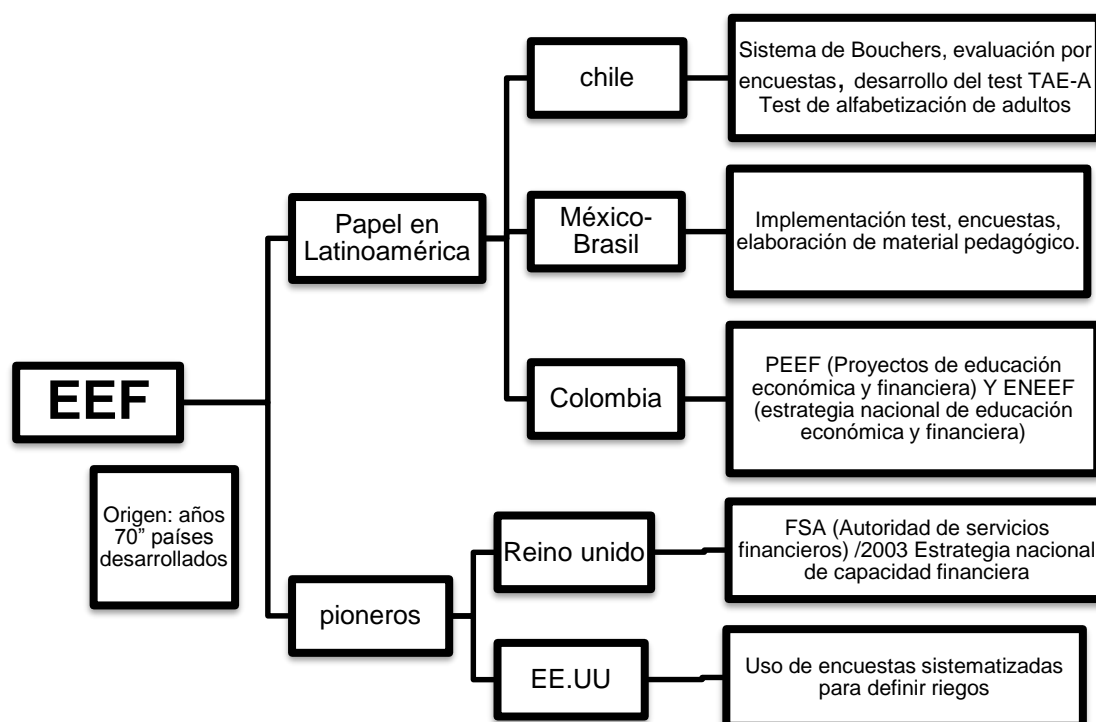 EEF
Origen: años
70” países
desarrollados
Papel en
Latinoamérica
chile
Sistema de Bouchers, evaluación por
encuestas, desarrollo del test TAE-A
Test de alfabetización de adultos
México-
Brasil
Implementación test, encuestas,
elaboración de material pedagógico.
Colombia
PEEF (Proyectos de educación
económica y financiera) Y ENEEF
(estrategia nacional de educación
económica y financiera)
pioneros
Reino unido
FSA (Autoridad de servicios
financieros) /2003 Estrategia nacional
de capacidad financiera
EE.UU
Uso de encuestas sistematizadas
para definir riegos